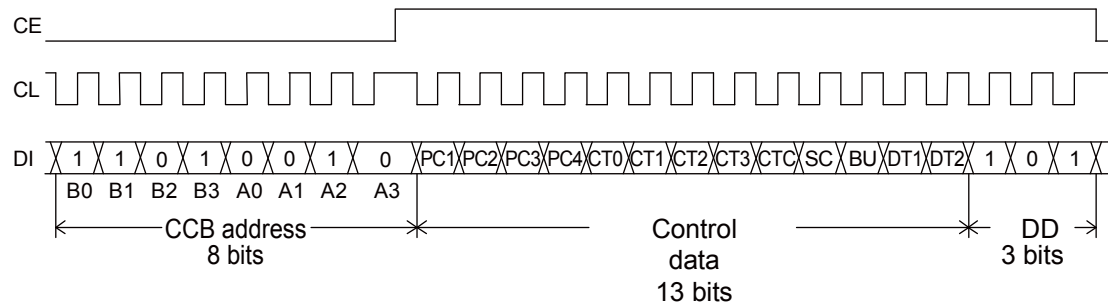 CE
CL
DI 1 1 0 1 0 0 1 0 PC1 PC2 PC3 PC4 CT0 CT1 CT2 CT3 CTC SC BU DT1 DT2 1 0 1
B0 B1 B2 B3 A0 A1 A2 A3
CCB address
8 bits
Control
data
13 bits
DD
3 bits